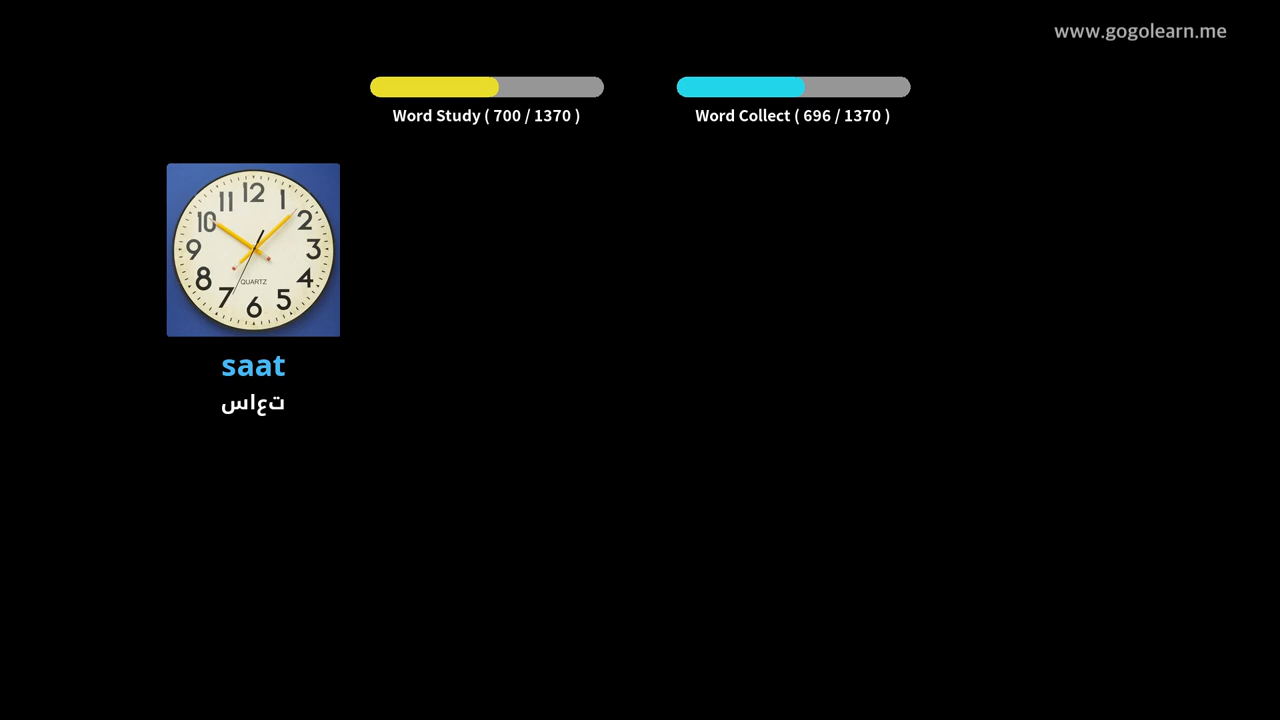 www.gogolearn.me
Word Study ( 700 / 1370 )
Word Collect ( 696 / 1370 )
12
11
1
10
2
9
3
8
4
QUARTZ
7
5
6
saat
تعاس